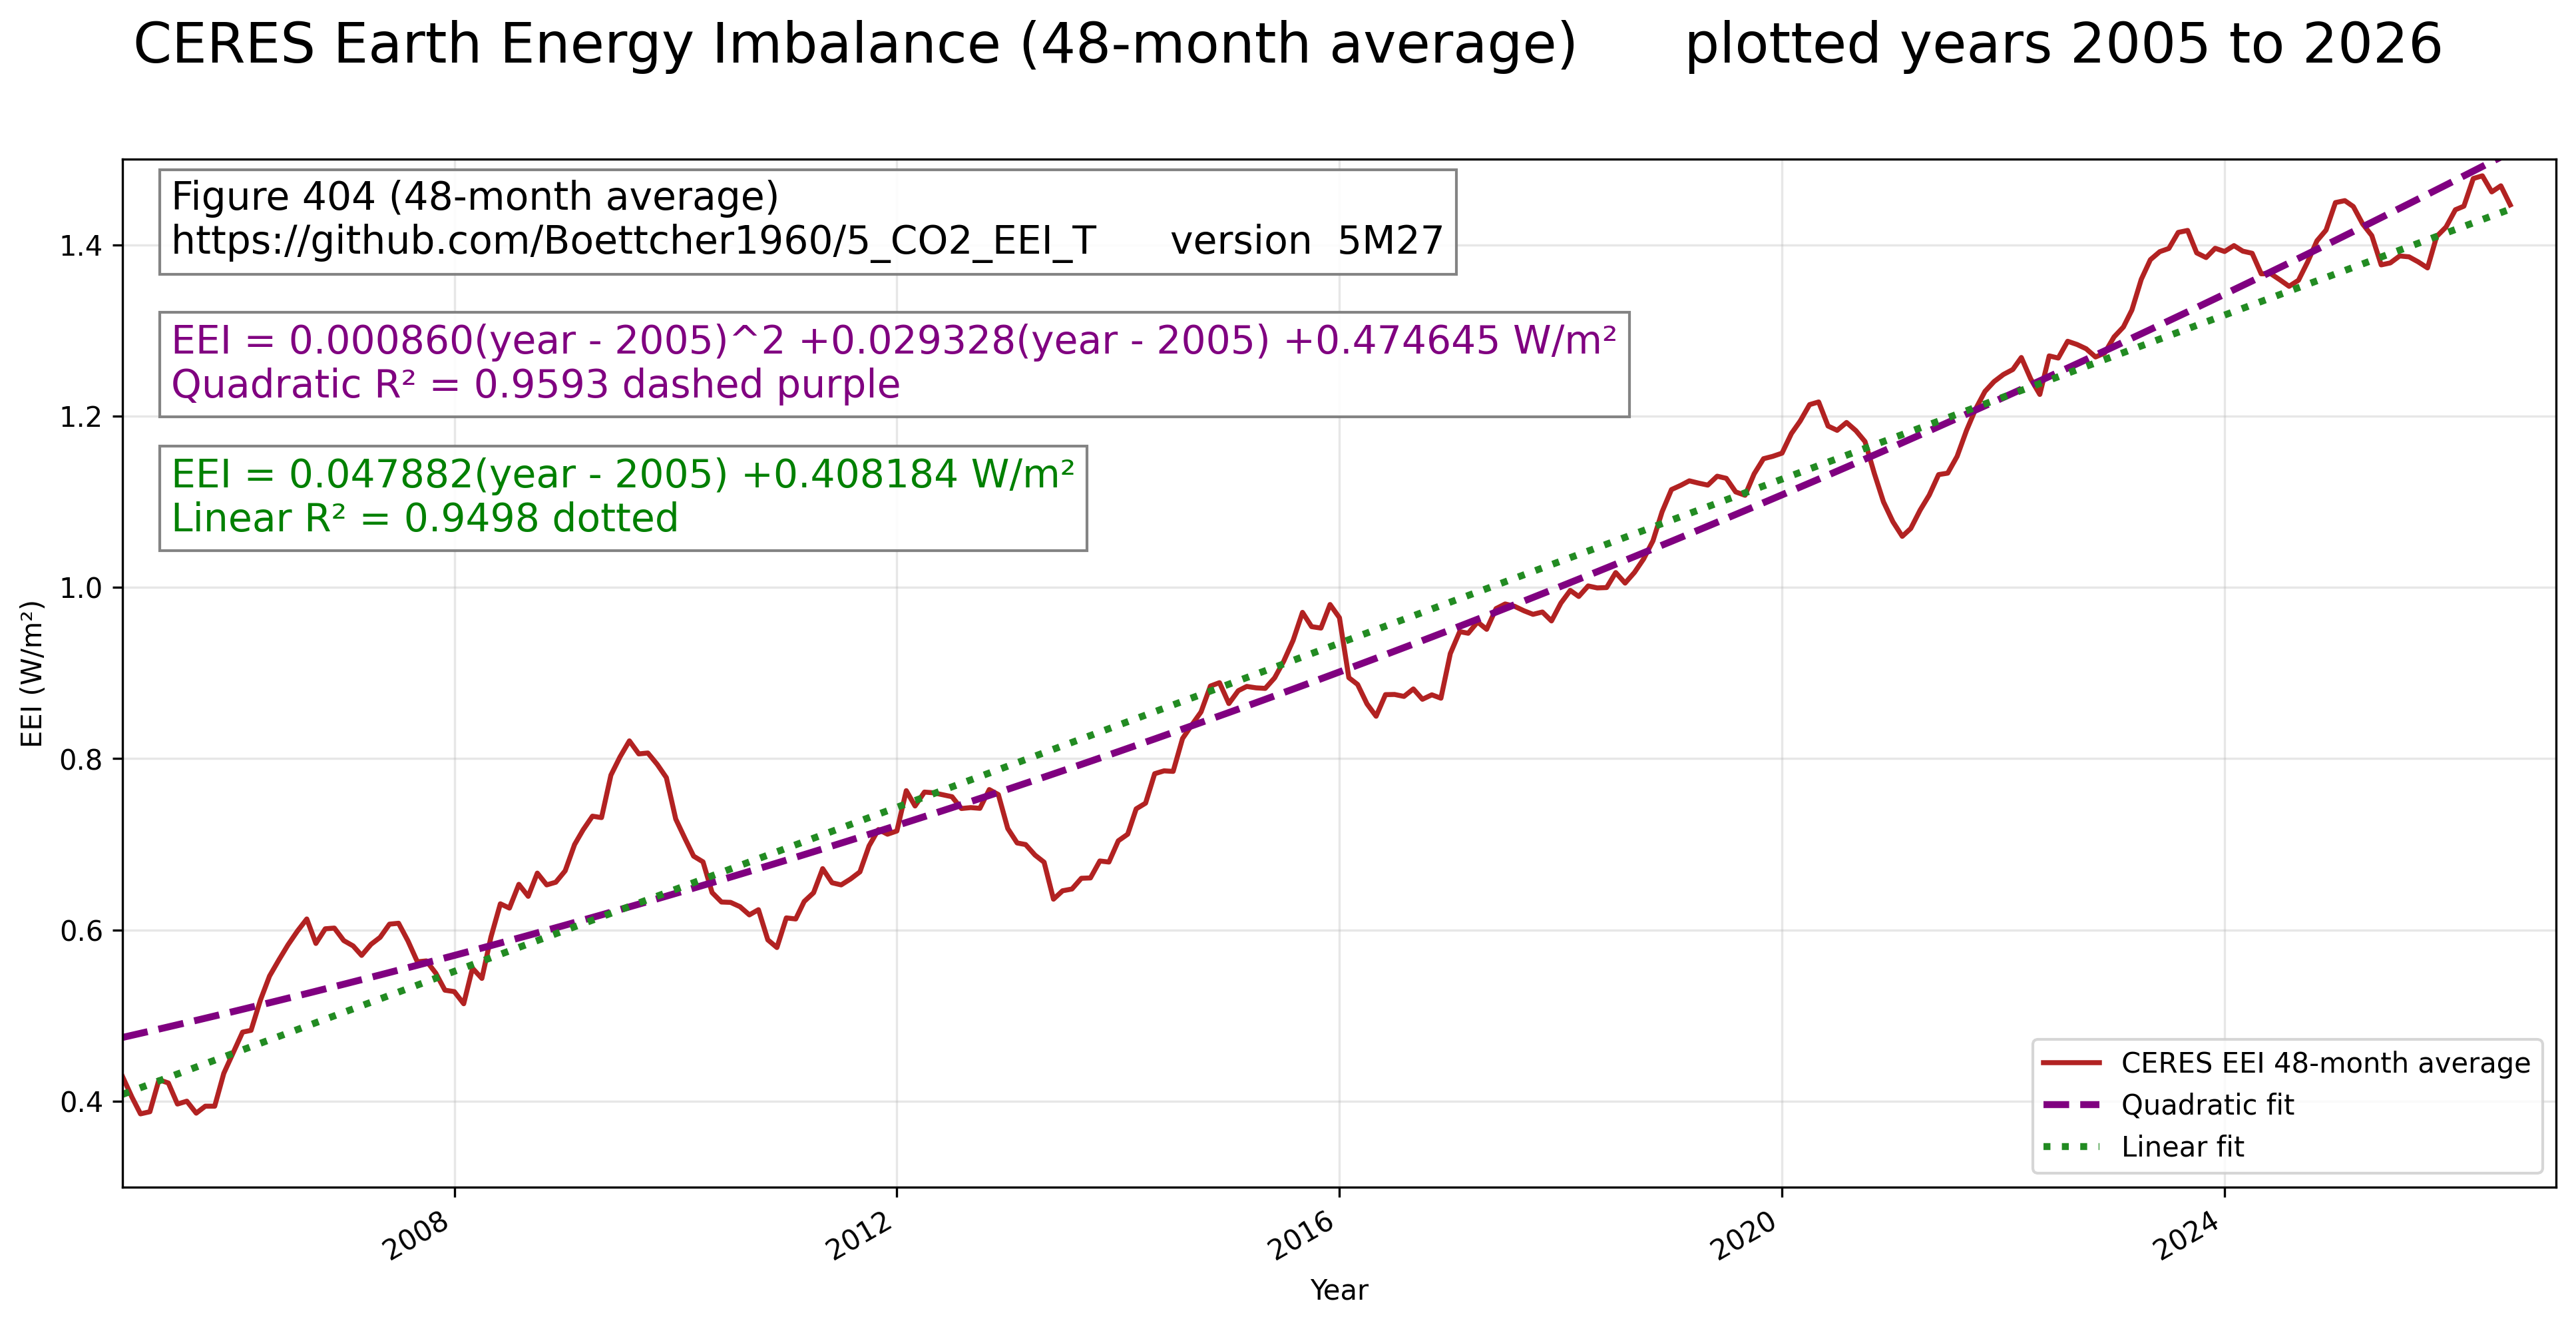 CERES Earth Energy Imbalance (48-month average)      plotted years 2005 to 2026
Figure 404 (48-month average)
https://github.com/Boettcher1960/5_CO2_EEI_T      version  5M27
EEI = 0.000860(year - 2005)^2 +0.029328(year - 2005) +0.474645 W/m²
Quadratic R² = 0.9593 dashed purple
EEI = 0.047882(year - 2005) +0.408184 W/m²
Linear R² = 0.9498 dotted
EEI (W/m²)
1.4
1.2
1.0
0.8
0.6
0.4
CERES EEI 48-month average
Quadratic fit
Linear fit
2008
2012
2016
2020
2024
Year